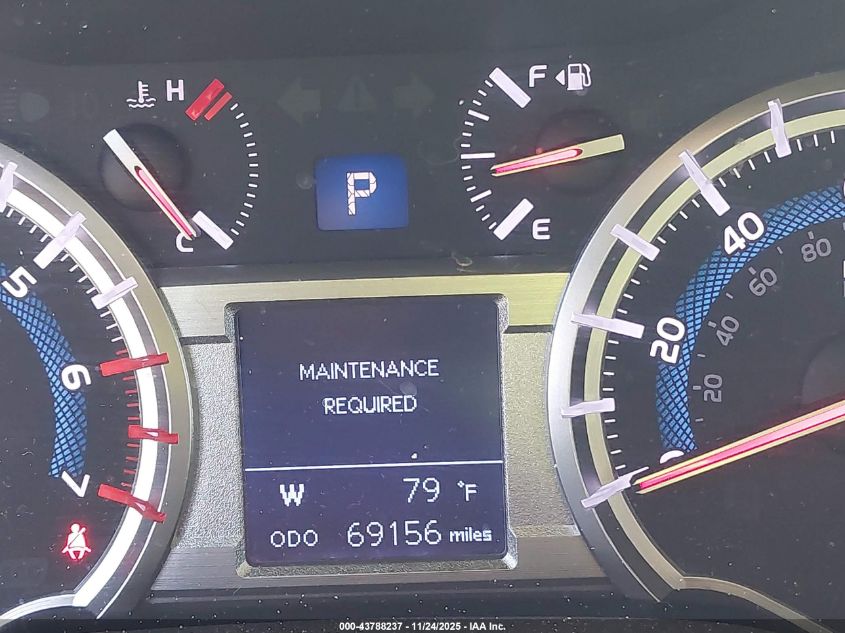 H
F
P
C
E
5
6
7
40
20
0
80
60
40
20
MAINTENANCE
REQUIRED
W 79 °F
ODO 69156 miles
000-43788237 - 11/24/2025 - IAA Inc.